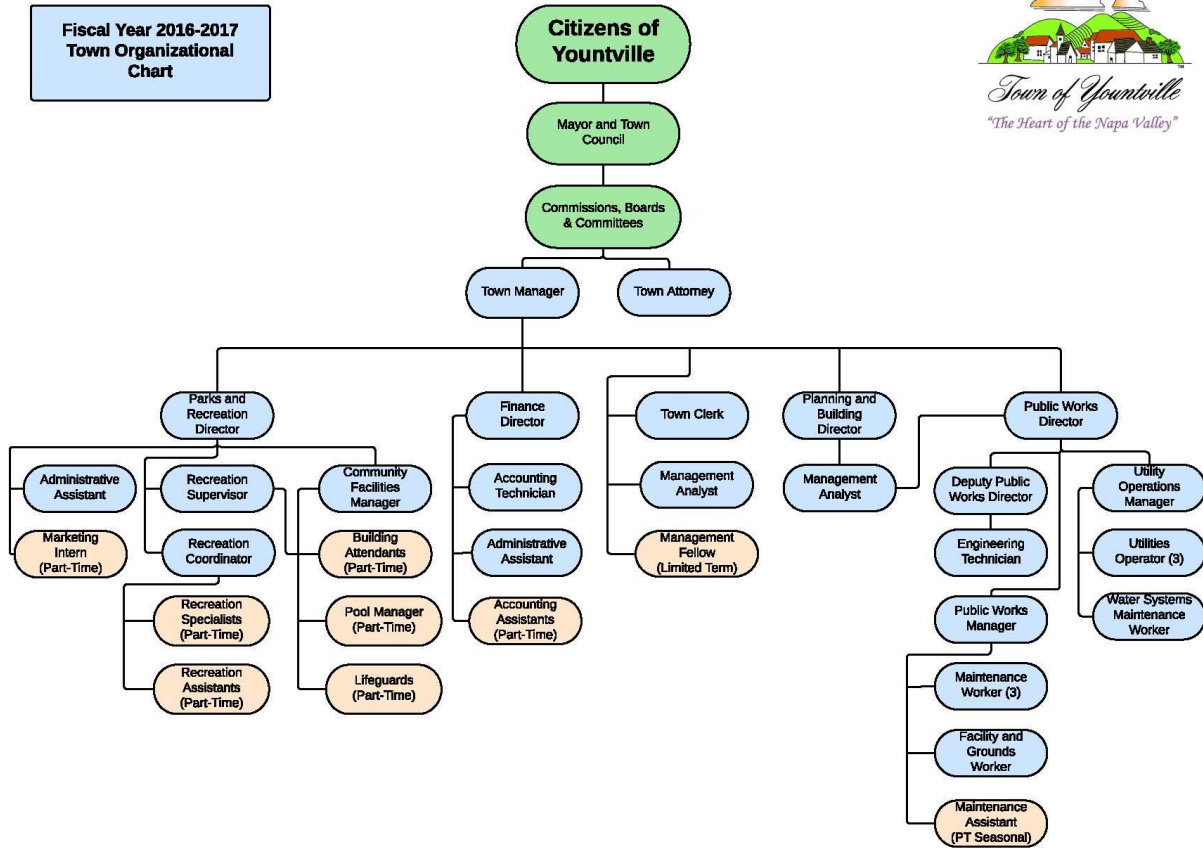 Fiscal Year 2016-2017
Town Organizational
Chart
Citizens of
Yountville
TM
Town of Yountville
"The Heart of the Napa Valley"
Mayor and Town
Council
Commissions, Boards
& Committees
Town Manager
Town Attorney
Parks and
Recreation
Director
Administrative
Assistant
Marketing
Intern
(Part-Time)
Recreation
Supervisor
Recreation
Coordinator
Recreation
Specialists
(Part-Time)
Recreation
Assistants
(Part-Time)
Community
Facilities
Manager
Building
Attendants
(Part-Time)
Pool Manager
(Part-Time)
Lifeguards
(Part-Time)
Finance
Director
Accounting
Technician
Administrative
Assistant
Accounting
Assistants
(Part-Time)
Town Clerk
Management
Analyst
Management
Fellow
(Limited Term)
Planning and
Building
Director
Management
Analyst
Public Works
Director
Deputy Public
Works Director
Engineering
Technician
Public Works
Manager
Maintenance
Worker (3)
Facility and
Grounds
Worker
Maintenance
Assistant
(PT Seasonal)
Utility
Operations
Manager
Utilities
Operator (3)
Water Systems
Maintenance
Worker